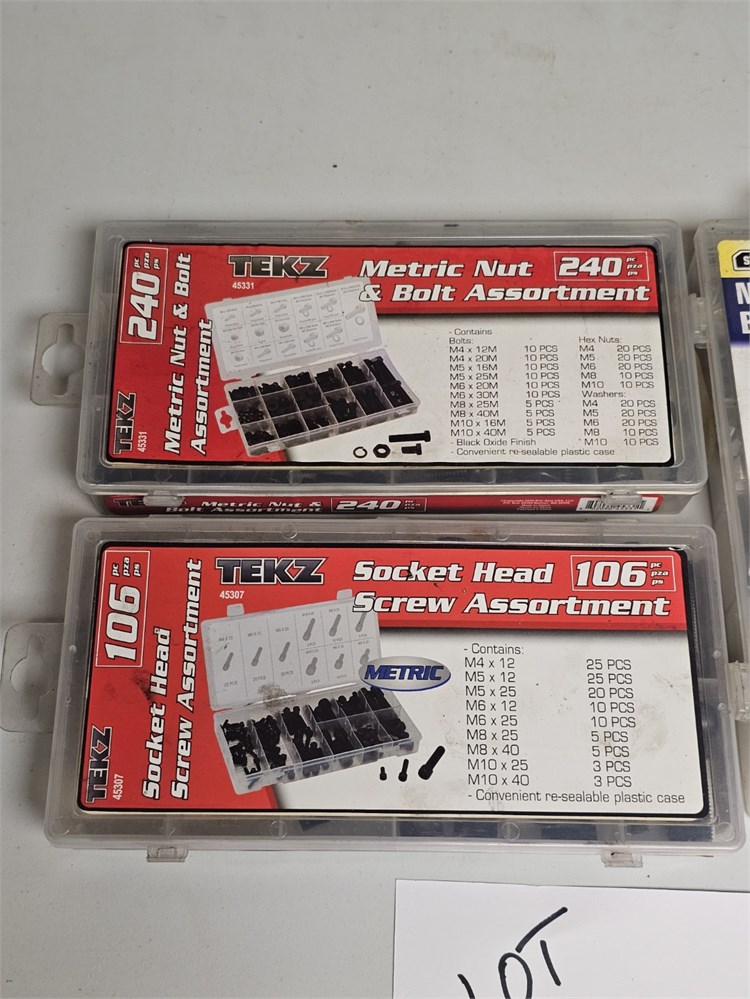 240 pc pza ps
Metric Nut & Bolt
Assortment
TEKZ
45331
TEKZ
45331
Metric Nut
& Bolt Assortment
240 pc pza ps
- Contains
Bolts:
M4 x 12M 10 PCS
M4 x 20M 10 PCS
M5 x 16M 10 PCS
M5 x 25M 10 PCS
M6 x 20M 10 PCS
M6 x 30M 10 PCS
M8 x 25M 5 PCS
M8 x 40M 5 PCS
M10 x 16M 5 PCS
M10 x 40M 5 PCS
- Black Oxide Finish
- Convenient re-sealable plastic case
Hex Nuts:
M4 20 PCS
M5 20 PCS
M6 20 PCS
M8 10 PCS
M10 10 PCS
Washers:
M4 20 PCS
M5 20 PCS
M6 20 PCS
M8 10 PCS
M10 10 PCS
TEKZ
Metric Nut &
Bolt Assortment
240 pc pza ps
106 pc pza ps
Socket Head
Screw Assortment
TEKZ
45307
TEKZ
45307
Socket Head
Screw Assortment
106 pc pza ps
METRIC
- Contains:
M4 x 12 25 PCS
M5 x 12 25 PCS
M5 x 25 20 PCS
M6 x 12 10 PCS
M6 x 25 10 PCS
M8 x 25 5 PCS
M8 x 40 5 PCS
M10 x 25 3 PCS
M10 x 40 3 PCS
- Convenient re-sealable plastic case
LOT